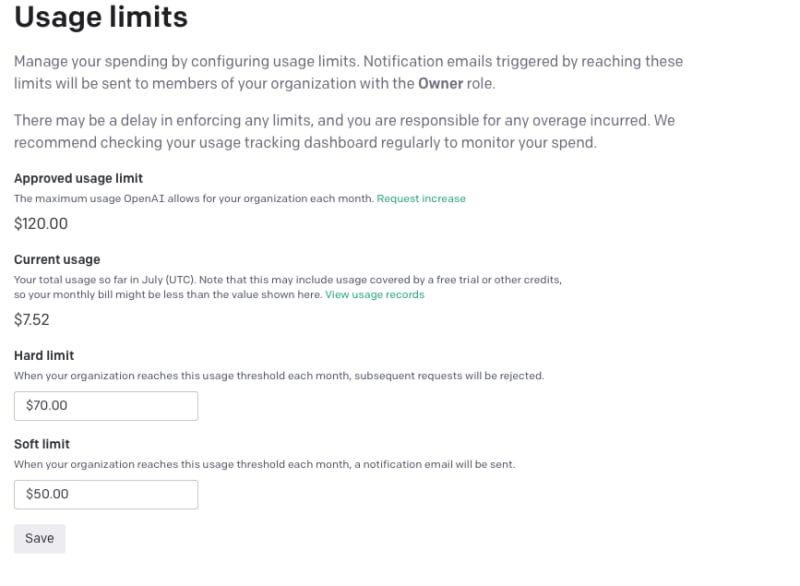 Usage limits
Manage your spending by configuring usage limits. Notification emails triggered by reaching these
limits will be sent to members of your organization with the Owner role.
There may be a delay in enforcing any limits, and you are responsible for any overage incurred. We
recommend checking your usage tracking dashboard regularly to monitor your spend.
Approved usage limit
The maximum usage OpenAI allows for your organization each month. Request increase
$120.00
Current usage
Your total usage so far in July (UTC). Note that this may include usage covered by a free trial or other credits,
so your monthly bill might be less than the value shown here. View usage records
$7.52
Hard limit
When your organization reaches this usage threshold each month, subsequent requests will be rejected.
$70.00
Soft limit
When your organization reaches this usage threshold each month, a notification email will be sent.
$50.00
Save